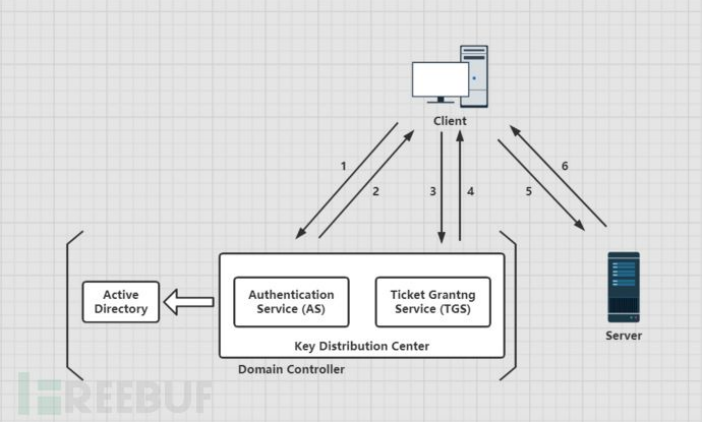 Client
1
2
3
4
5
6
Active
Directory
Authentication
Service (AS)
Ticket Grantng
Service (TGS)
Key Distribution Center
Domain Controller
Server
FREEBUF